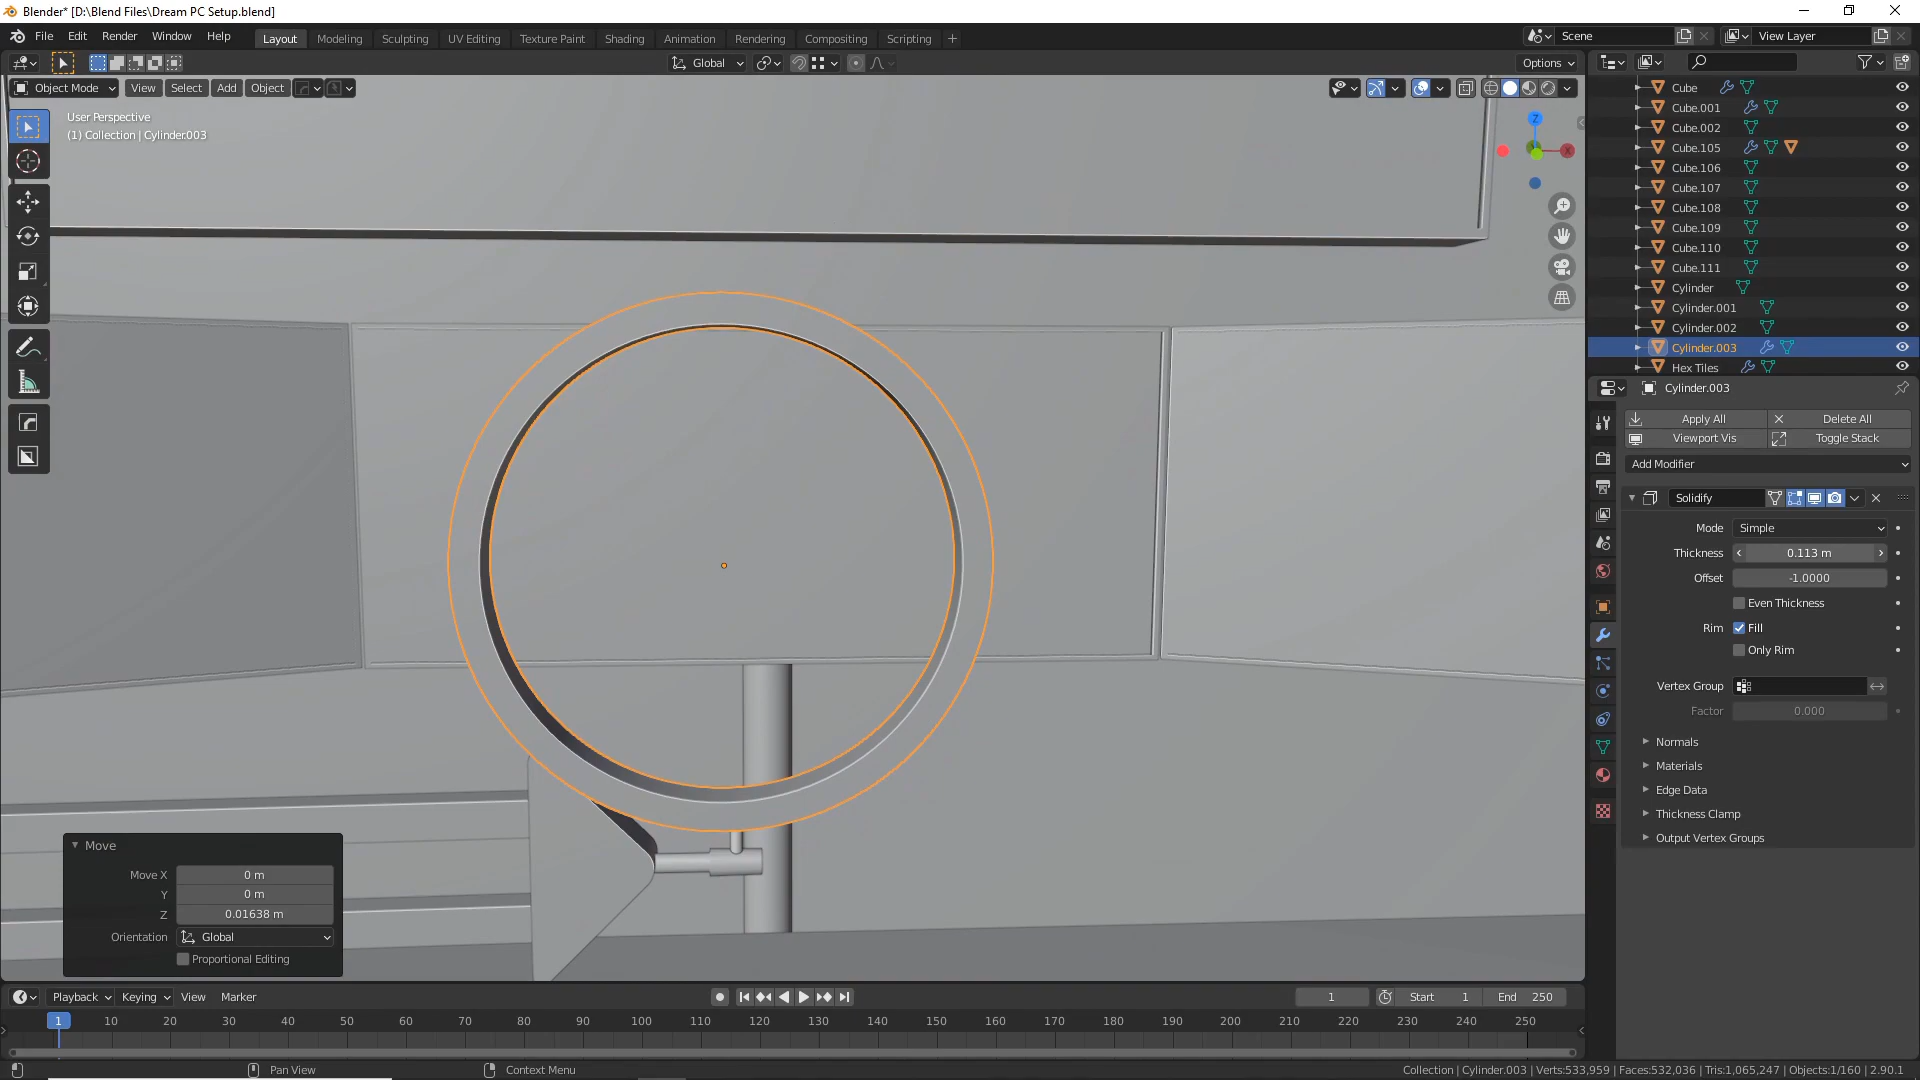 Blender* [D:\Blend Files\Dream PC Setup.blend]
File Edit Render Window Help
Layout Modeling Sculpting UV Editing Texture Paint Shading Animation Rendering Compositing Scripting
Scene
View Layer
Global
Options
Object Mode View Select Add Object
User Perspective
(1) Collection | Cylinder.003
Z
X
Cube
Cube.001
Cube.002
Cube.105
Cube.106
Cube.107
Cube.108
Cube.109
Cube.110
Cube.111
Cylinder
Cylinder.001
Cylinder.002
Cylinder.003
Hex Tiles
Cylinder.003
Apply All
Delete All
Viewport Vis
Toggle Stack
Add Modifier
Solidify
Mode Simple
Thickness 0.113 m
Offset -1.0000
Even Thickness
Rim Fill
Only Rim
Vertex Group
Factor 0.000
Normals
Materials
Edge Data
Thickness Clamp
Output Vertex Groups
Move
Move X 0 m
Y 0 m
Z 0.01638 m
Orientation Global
Proportional Editing
Playback Keying View Marker
1
Start 1
End 250
1 10 20 30 40 50 60 70 80 90 100 110 120 130 140 150 160 170 180 190 200 210 220 230 240 250
Pan View
Context Menu
Collection | Cylinder.003 | Verts:533,959 | Faces:532,036 | Tris:1,065,247 | Objects:1/160 | 2.90.1